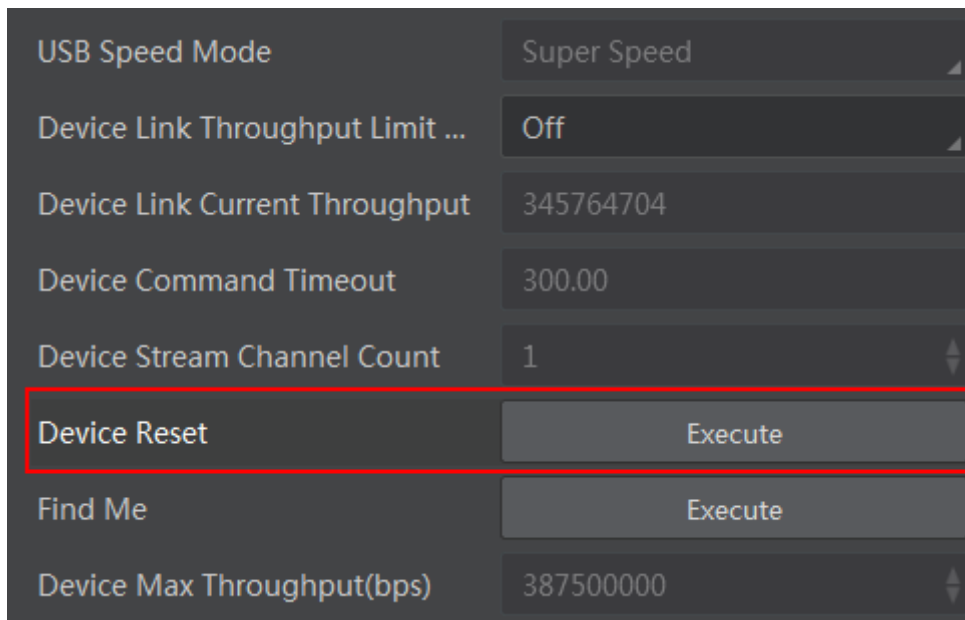 USB Speed Mode Super Speed
Device Link Throughput Limit ... Off
Device Link Current Throughput 345764704
Device Command Timeout 300.00
Device Stream Channel Count 1
Device Reset Execute
Find Me Execute
Device Max Throughput(bps) 387500000